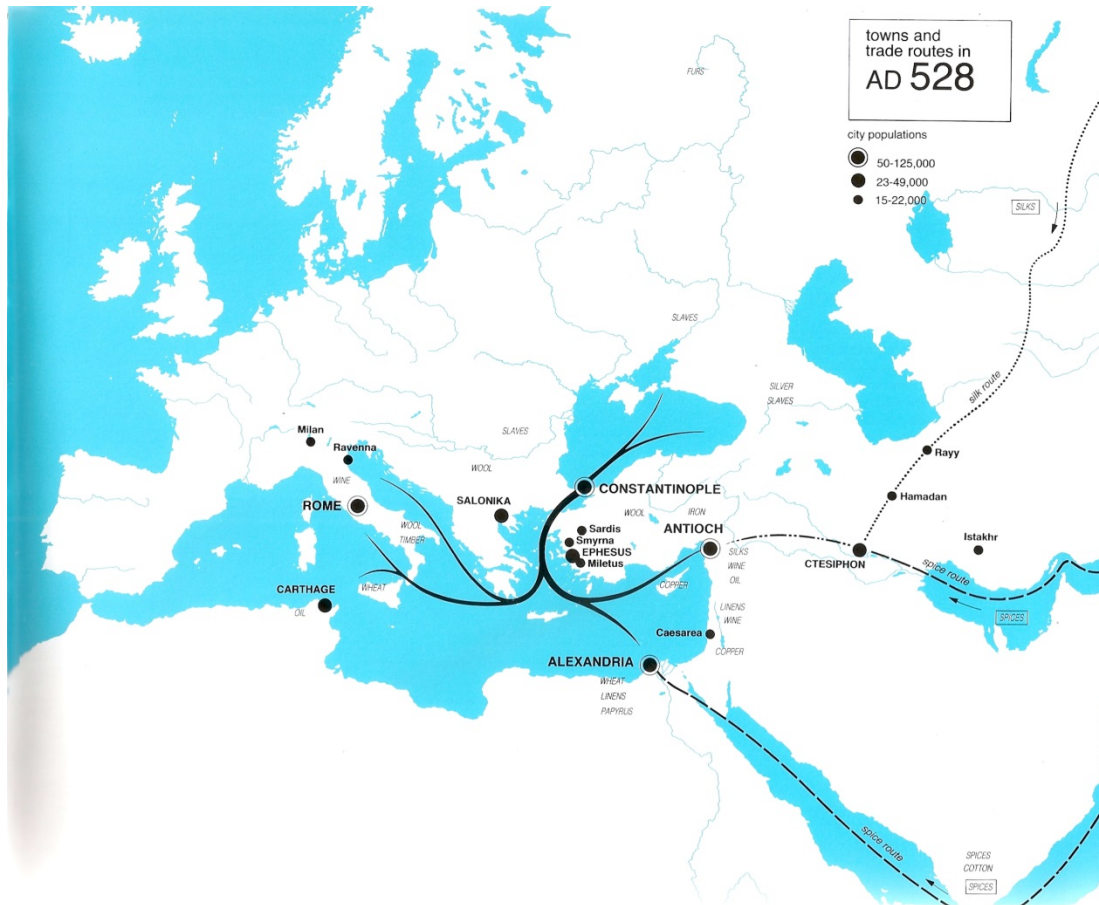 towns and
trade routes in
AD 528
city populations
50-125,000
23-49,000
15-22,000
FURS
SILKS
silk route
SLAVES
SILVER
SLAVES
SLAVES
Milan
Ravenna
WINE
WOOL
Rayy
Hamadan
ROME
SALONIKA
CONSTANTINOPLE
WOOL
IRON
WOOL
TIMBER
ANTIOCH
Sardis
Smyrna
EPHESUS
Miletus
SILKS
WINE
OIL
CTESIPHON
Istakhr
spice route
SPICES
CARTHAGE
OIL
WHEAT
COPPER
LINENS
WINE
Caesarea
COPPER
ALEXANDRIA
WHEAT
LINENS
PAPYRUS
spice route
SPICES
COTTON
SPICES